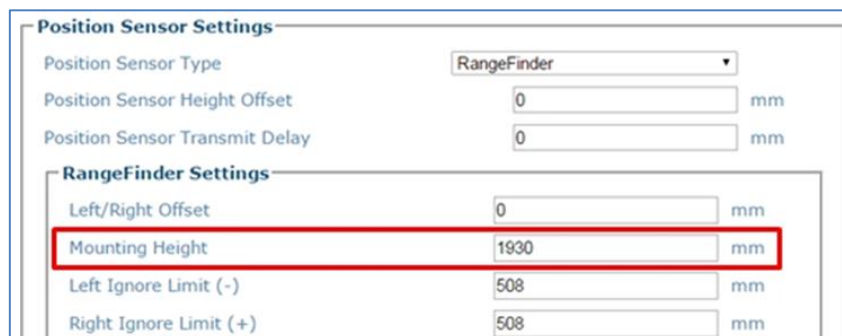 Position Sensor Settings
Position Sensor Type RangeFinder
Position Sensor Height Offset 0 mm
Position Sensor Transmit Delay 0 mm
RangeFinder Settings
Left/Right Offset 0 mm
Mounting Height 1930 mm
Left Ignore Limit (-) 508 mm
Right Ignore Limit (+) 508 mm